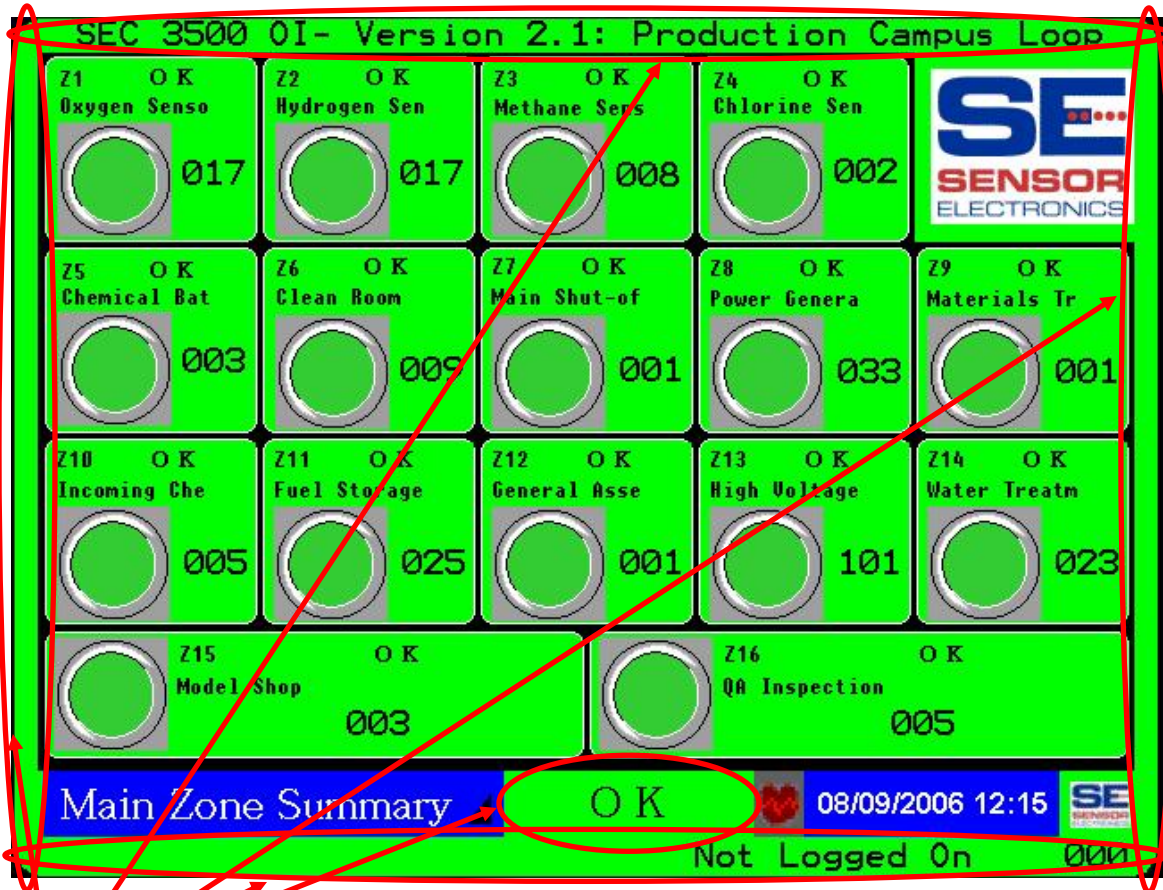 SEC 3500 OI- Version 2.1: Production Campus Loop
Z1 OK
Oxygen Senso
017
Z2 OK
Hydrogen Sen
017
Z3 OK
Methane Sens
008
Z4 OK
Chlorine Sen
002
SE
SENSOR
ELECTRONICS
Z5 OK
Chemical Bat
003
Z6 OK
Clean Room
009
Z7 OK
Main Shut-of
001
Z8 OK
Power Genera
033
Z9 OK
Materials Tr
001
Z10 OK
Incoming Che
005
Z11 OK
Fuel Storage
025
Z12 OK
General Asse
001
Z13 OK
High Voltage
101
Z14 OK
Water Treatm
023
Z15 OK
Model Shop
003
Z16 OK
QA Inspection
005
Main Zone Summary OK 08/09/2006 12:15 SE
SENSOR
Not Logged On 000